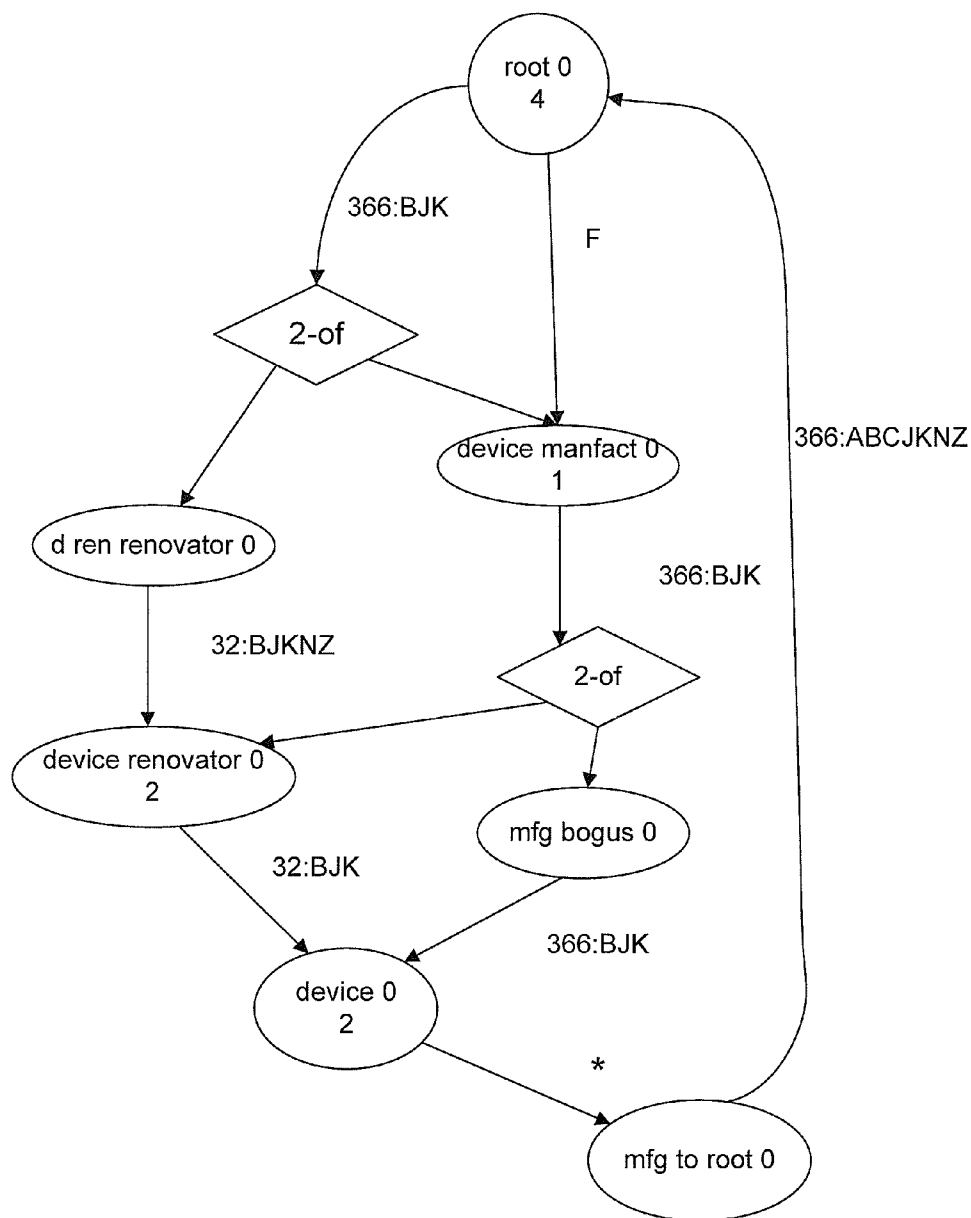 root 0
4
366:BJK
F
2-of
366:ABCJKNZ
device manfact 0
1
d ren renovator 0
366:BJK
32:BJKNZ
2-of
device renovator 0
2
mfg bogus 0
32:BJK
366:BJK
device 0
2
*
mfg to root 0